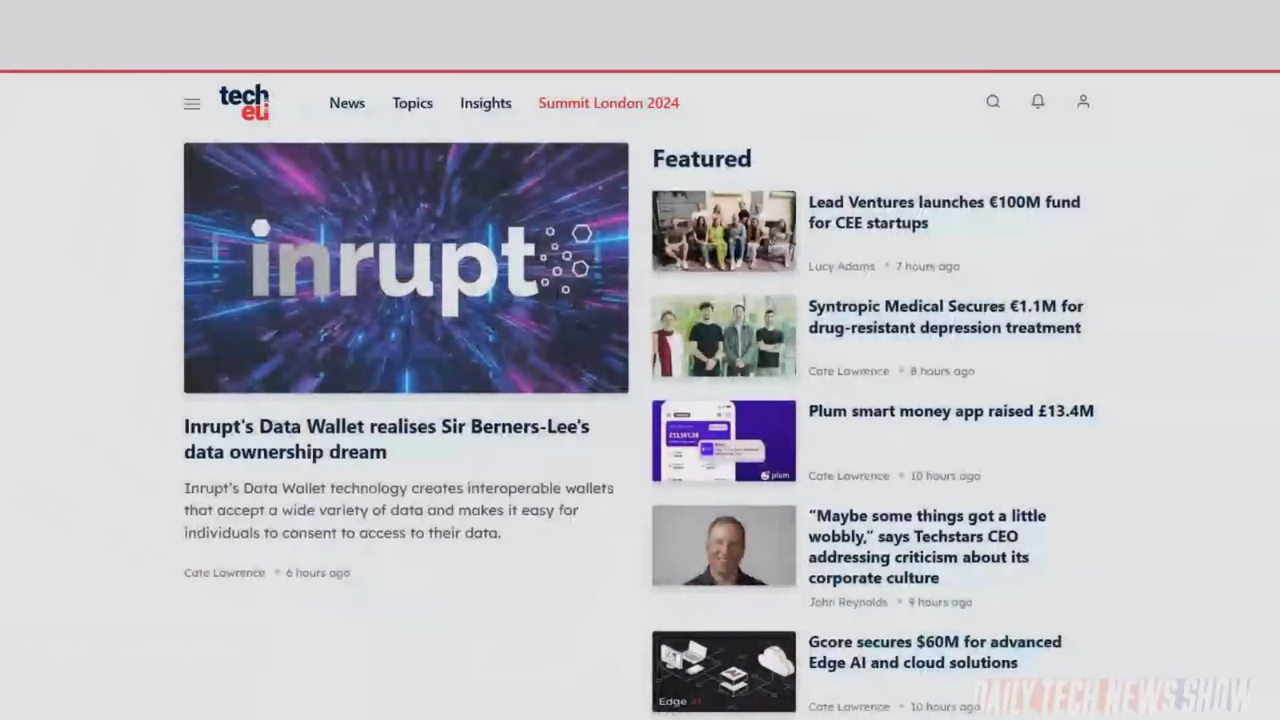 tech
eu
News
Topics
Insights
Summit London 2024
inrupt
Inrupt's Data Wallet realises Sir Berners-Lee's
data ownership dream
Inrupt's Data Wallet technology creates interoperable wallets
that accept a wide variety of data and makes it easy for
individuals to consent to access to their data.
Cate Lawrence
6 hours ago
Featured
Lead Ventures launches €100M fund
for CEE startups
Lucy Adams
7 hours ago
Syntropic Medical Secures €1.1M for
drug-resistant depression treatment
Cate Lawrence
8 hours ago
plum
Plum smart money app raised £13.4M
Cate Lawrence
10 hours ago
“Maybe some things got a little
wobbly,” says Techstars CEO
addressing criticism about its
corporate culture
John Reynolds
9 hours ago
Edge AI
Gcore secures $60M for advanced
Edge AI and cloud solutions
Cate Lawrence
10 hours ago
DAILY TECH NEWS SHOW